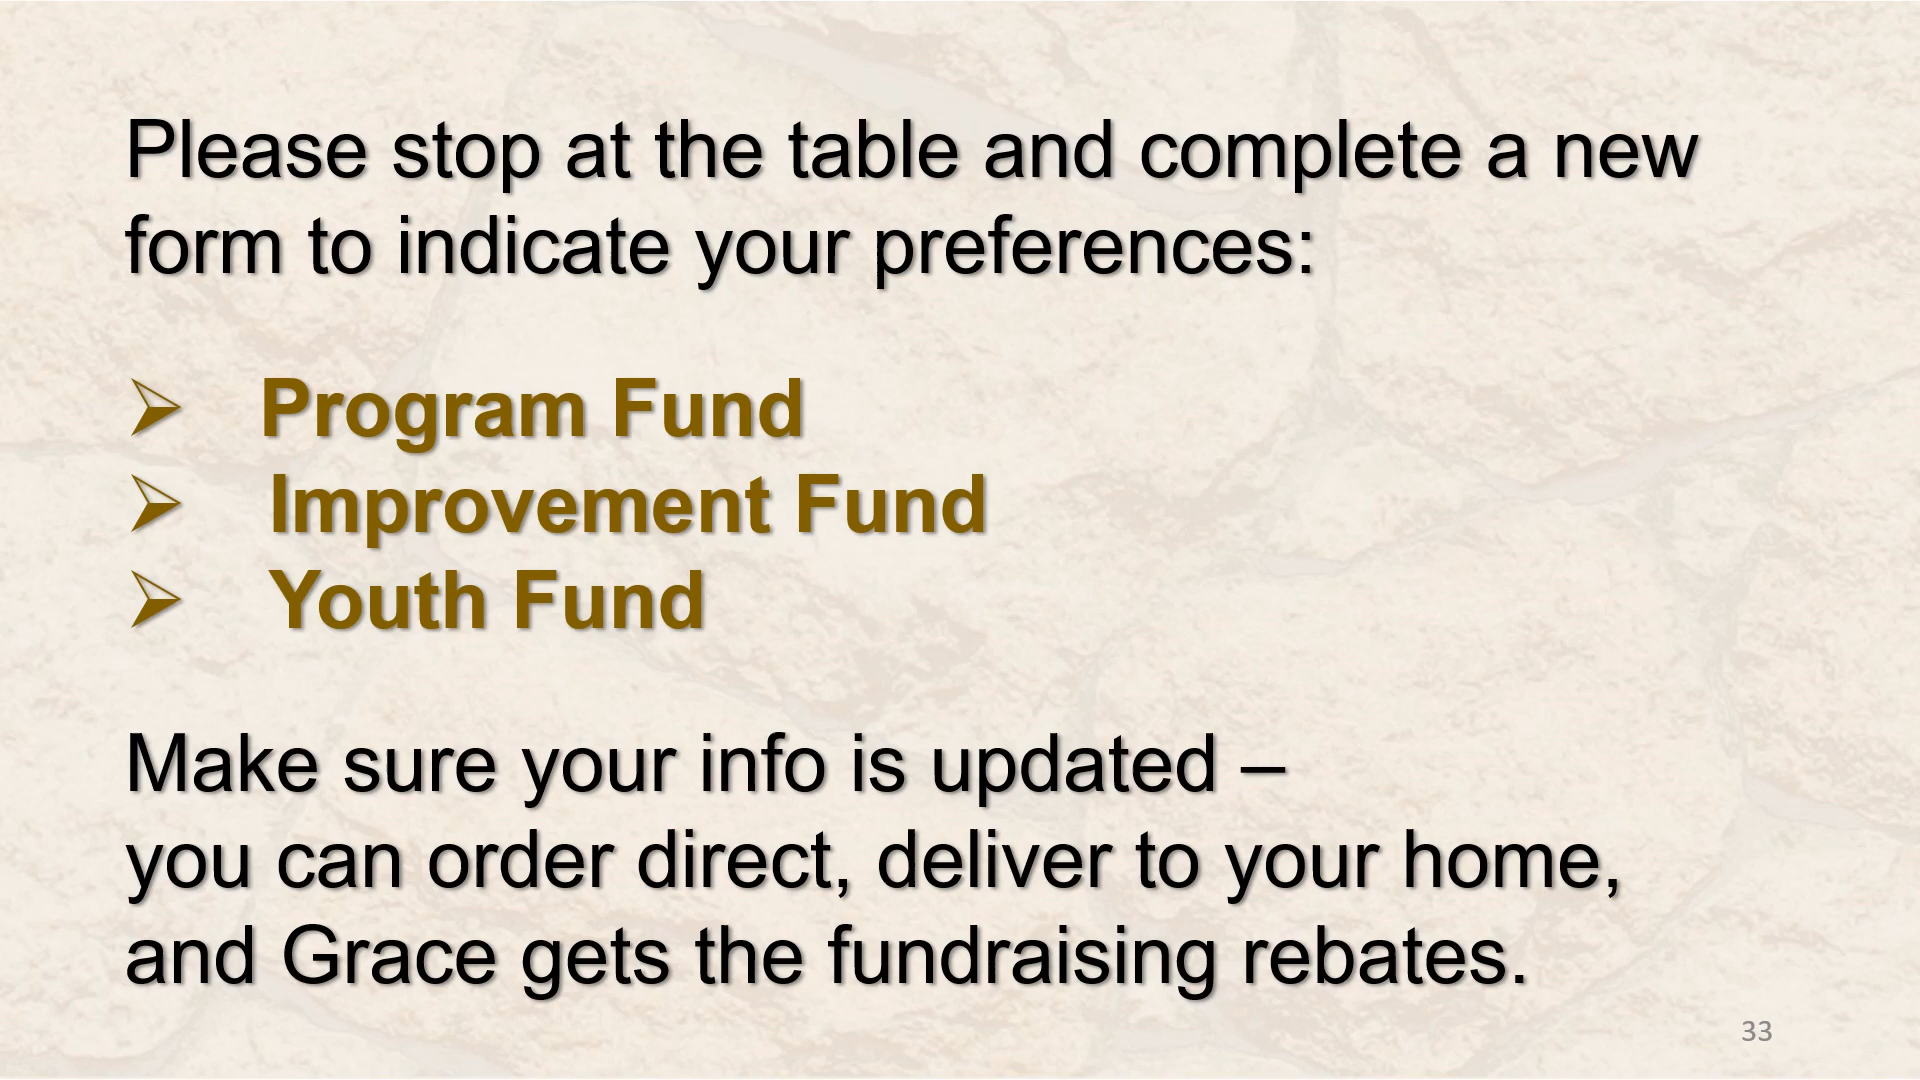 Please stop at the table and complete a new
form to indicate your preferences:
➢ Program Fund
➢ Improvement Fund
➢ Youth Fund
Make sure your info is updated –
you can order direct, deliver to your home,
and Grace gets the fundraising rebates.
33